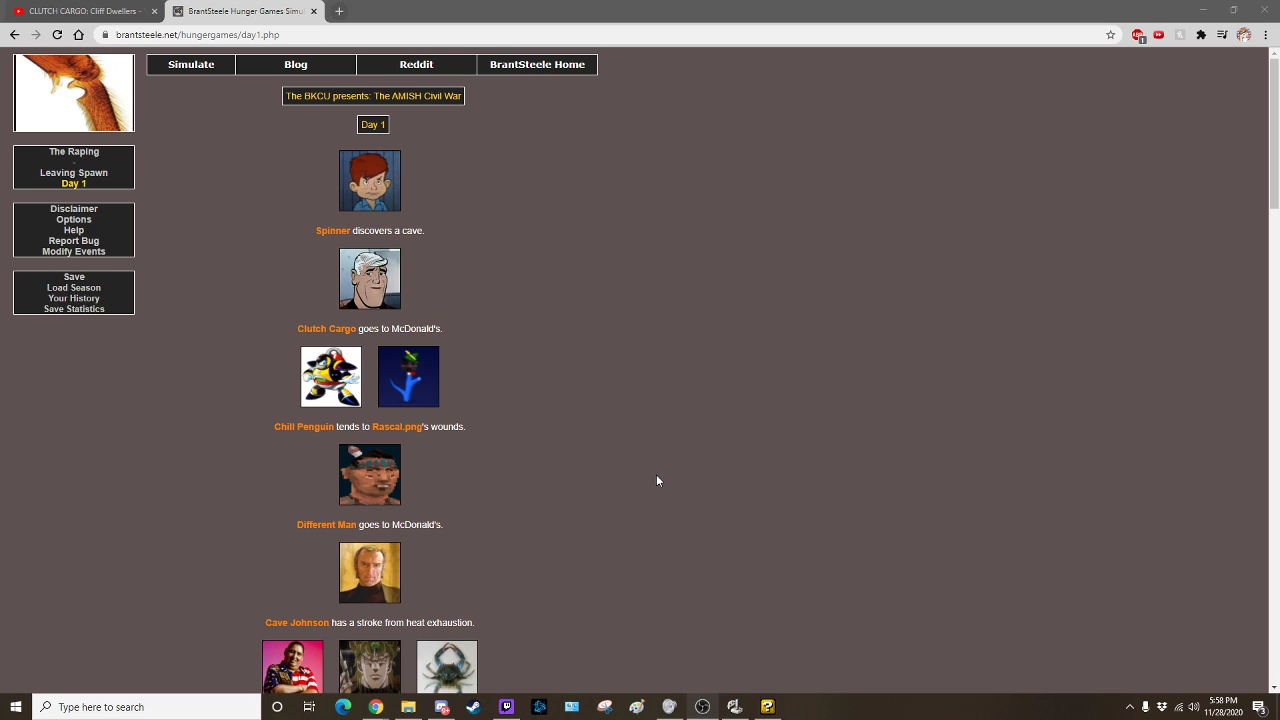 CLUTCH CARGO: Cliff Dwellers -
BrantSteele Hunger Games Simu
brantsteele.net/hungergames/day1.php
Simulate
Blog
Reddit
BrantSteele Home
The BKCU presents: The AMISH Civil War
Day 1
The Raping
-
Leaving Spawn
Day 1
Disclaimer
Options
Help
Report Bug
Modify Events
Save
Load Season
Your History
Save Statistics
Spinner discovers a cave.
Clutch Cargo goes to McDonald's.
Chill Penguin tends to Rascal.png's wounds.
Different Man goes to McDonald's.
Cave Johnson has a stroke from heat exhaustion.
Type here to search
5:58 PM
11/28/2020